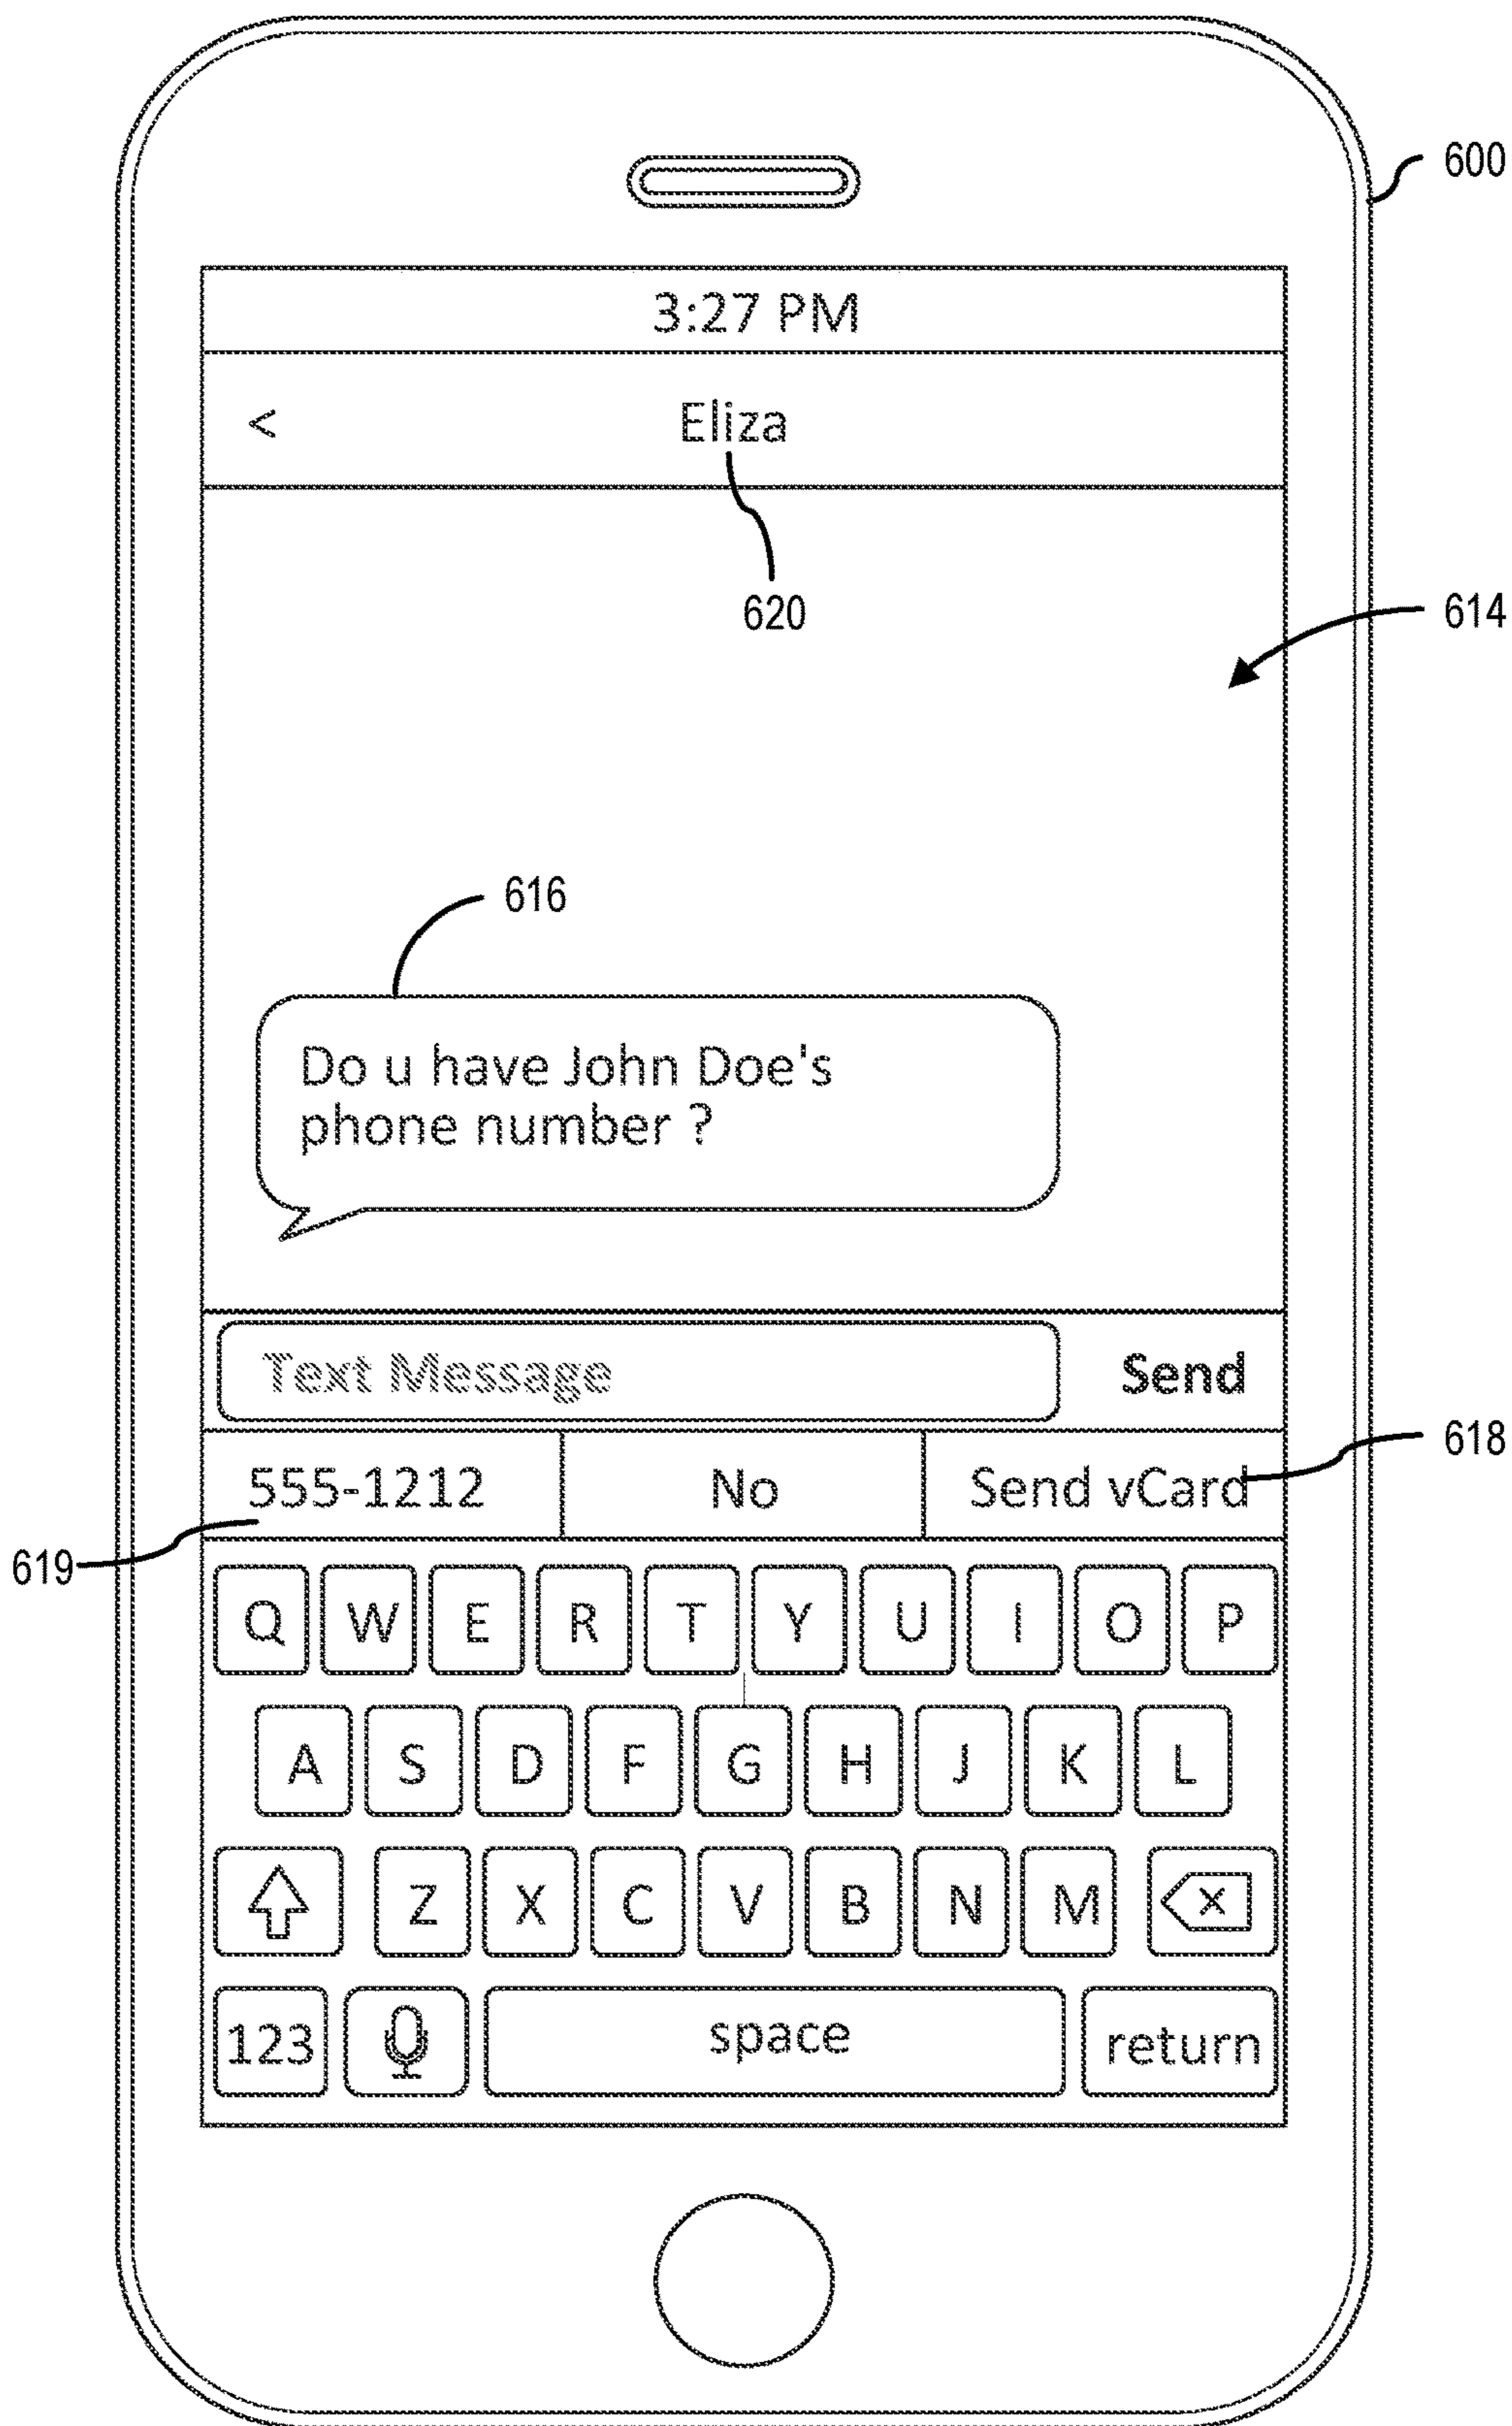 600
3:27 PM
< Eliza
620
614
616
Do u have John Doe's
phone number ?
Text Message Send
618
555-1212 No Send vCard
619
Q W E R T Y U I O P
A S D F G H J K L
Z X C V B N M
123 space return